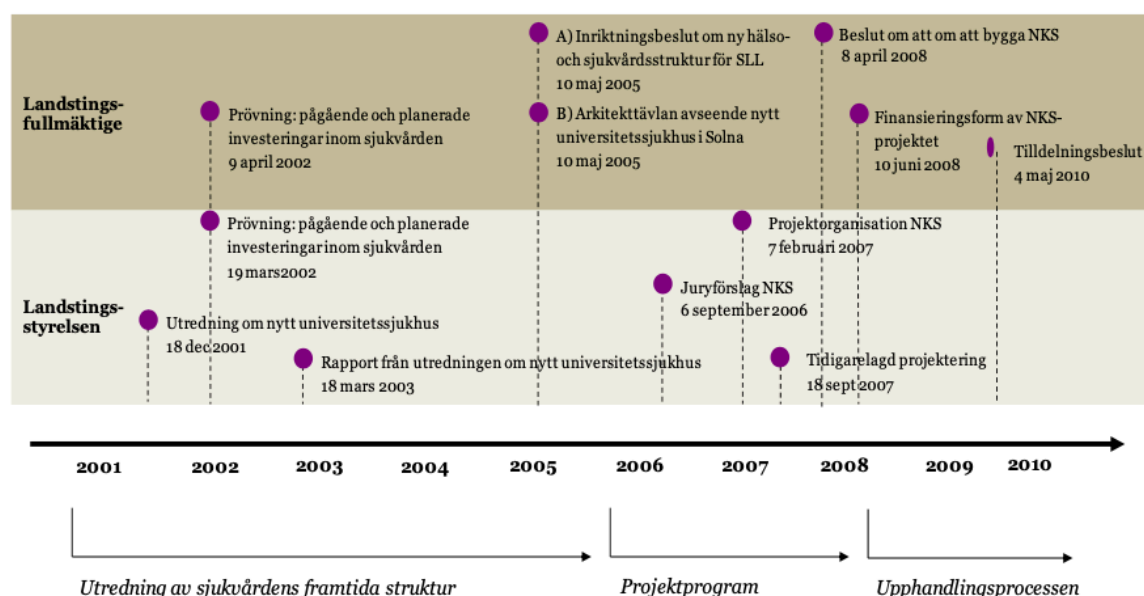 Landstings-
fullmäktige
Prövning: pågående och planerade
investeringar inom sjukvården
9 april 2002
A) Inriktningsbeslut om ny hälso-
och sjukvårdsstruktur för SLL
10 maj 2005
B) Arkitekttävlan avseende nytt
universitetssjukhus i Solna
10 maj 2005
Beslut om att om att bygga NKS
8 april 2008
Finansieringsform av NKS-
projektet
10 juni 2008
Tilldelningsbeslut
4 maj 2010
Landstings-
styrelsen
Prövning: pågående och planerade
investeringar inom sjukvården
19 mars2002
Utredning om nytt universitetssjukhus
18 dec 2001
Rapport från utredningen om nytt universitetssjukhus
18 mars 2003
Projektorganisation NKS
7 februari 2007
Juryförslag NKS
6 september 2006
Tidigarelagd projektering
18 sept 2007
2001 2002 2003 2004 2005 2006 2007 2008 2009 2010
Utredning av sjukvårdens framtida struktur
Projektprogram
Upphandlingsprocessen